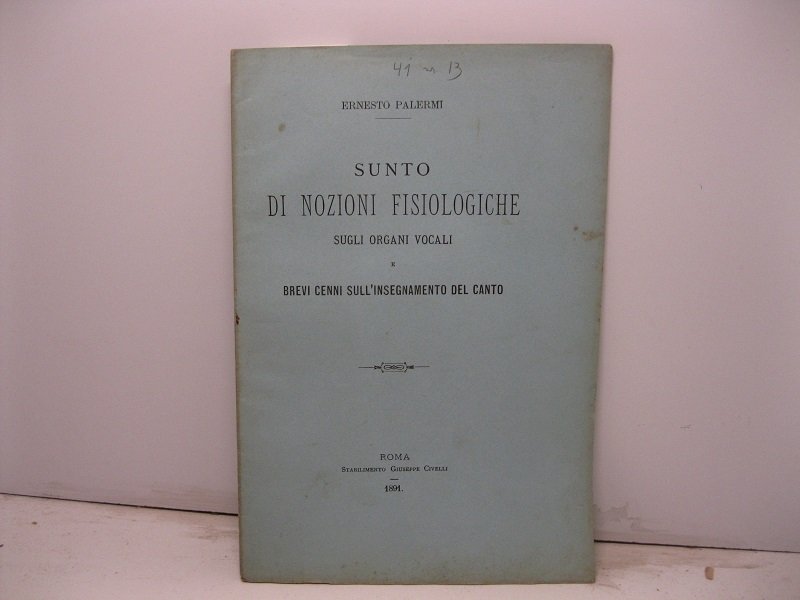 41 n 13
ERNESTO PALERMI
SUNTO
DI NOZIONI FISIOLOGICHE
SUGLI ORGANI VOCALI
E
BREVI CENNI SULL'INSEGNAMENTO DEL CANTO
ROMA
STABILIMENTO GIUSEPPE CIVELLI
1891.